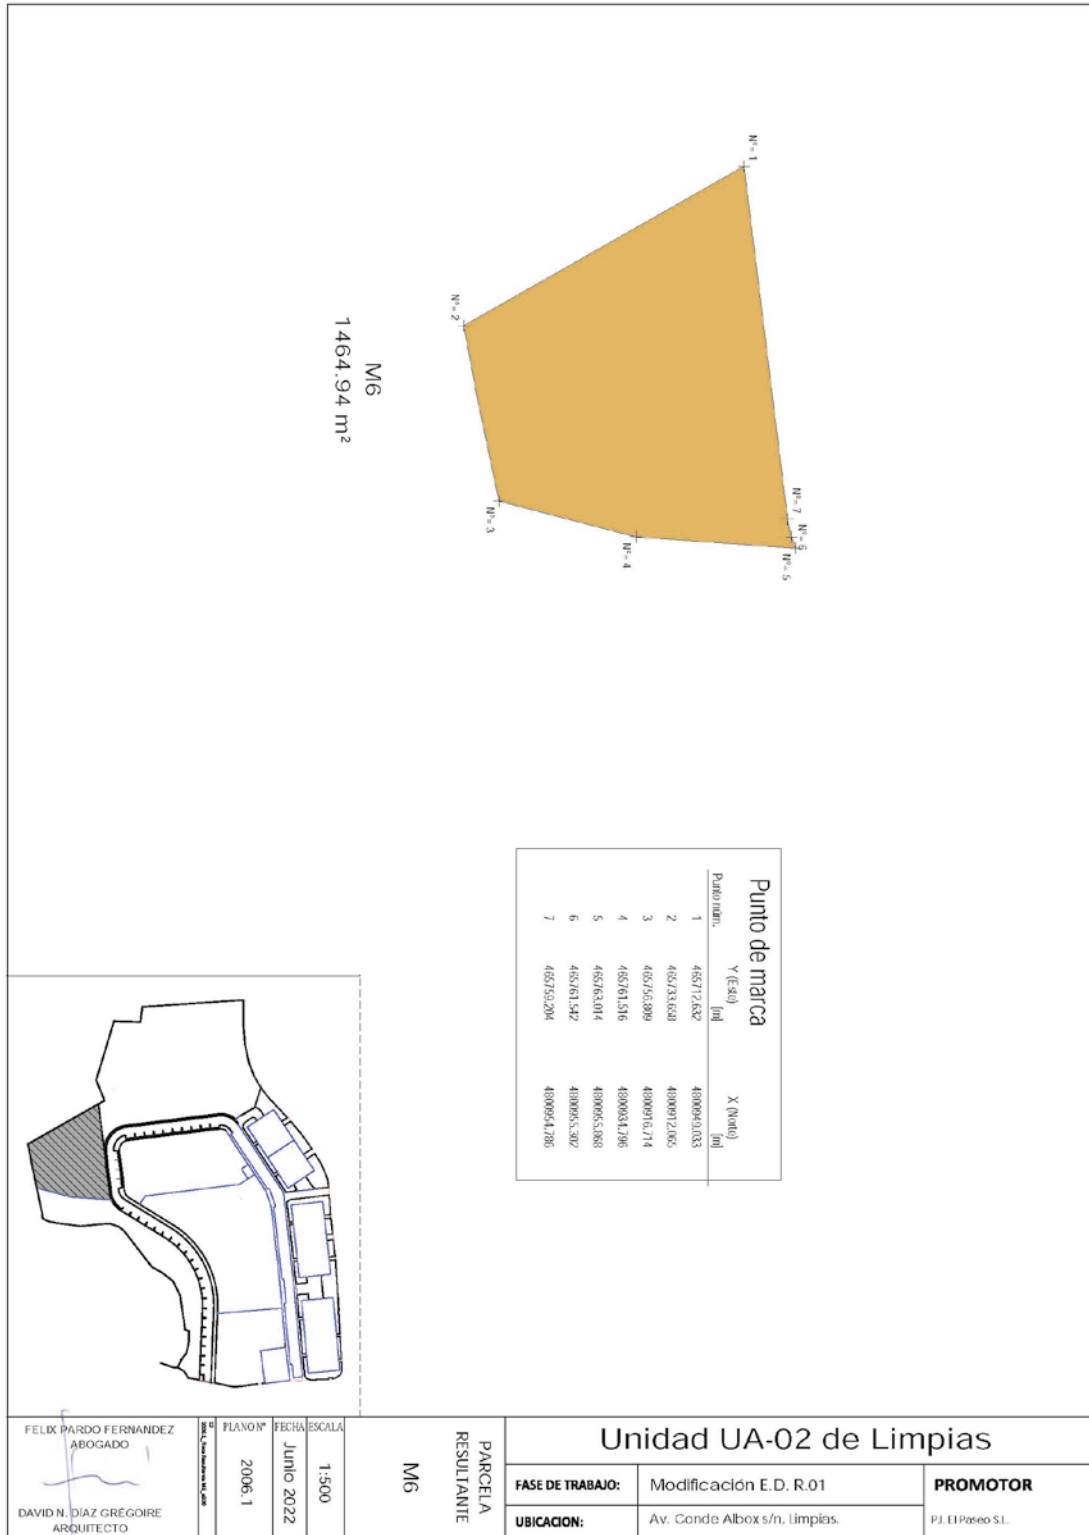 Nº= 1
Nº= 2
Nº= 3
Nº= 4
Nº= 5
Nº= 6
Nº= 7
M6
1464.94 m²
Punto de marca
Punto núm. Y (Este) [m] X (Norte) [m]
1 465712.632 4800949.033
2 465733.658 4800912.065
3 465756.809 4800916.714
4 465761.516 4800934.796
5 465763.014 4800955.868
6 465761.542 4800955.302
7 465759.204 4800954.786
FELIX PARDO FERNANDEZ
ABOGADO
DAVID N. DÍAZ GRÉGOIRE
ARQUITECTO
PLANO Nº
2006.1
FECHA
Junio 2022
ESCALA
1:500
M6
PARCELA
RESULTANTE
Unidad UA-02 de Limpias
FASE DE TRABAJO: Modificación E.D. R.01
UBICACION: Av. Conde Albox s/n. Limpias.
PROMOTOR
P.J. El Paseo S.L.